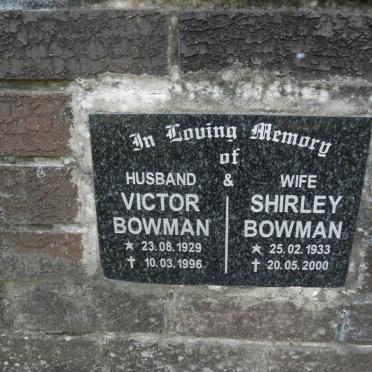 In Loving Memory
of
HUSBAND & WIFE
VICTOR SHIRLEY
BOWMAN BOWMAN
★ 23.08.1929 ★ 25.02.1933
✝ 10.03.1996 ✝ 20.05.2000